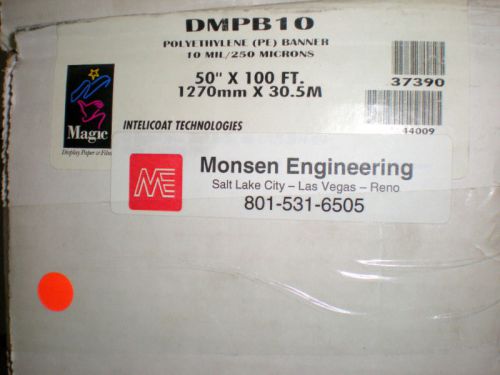 DMPB10
POLYETHYLENE (PE) BANNER
10 MIL/250 MICRONS
50" X 100 FT.
1270mm X 30.5M
37390
Magic
Display Paper & Film
INTELICOAT TECHNOLOGIES
44009
ME
Monsen Engineering
Salt Lake City – Las Vegas – Reno
801-531-6505